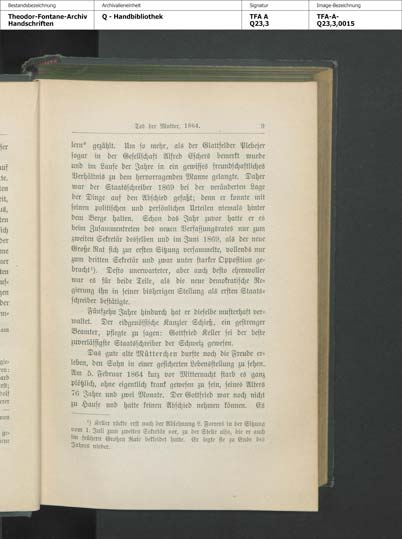 Bestandsbezeichnung
Archivalieneinheit
Signatur
Image-Bezeichnung
Theodor-Fontane-Archiv
Handschriften
Q - Handbibliothek
TFA A
Q23,3
TFA-A-
Q23,3,0015
Tod der Mutter, 1864. 9
lern“ gezählt. Um so mehr, als der Glattfelder Plebejer
sogar in der Gesellschaft Alfred Eschers bemerkt wurde
und im Laufe der Jahre in ein gewisses freundschaftliches
Verhältnis zu dem hervorragenden Manne gelangte. Daher
war der Staatsschreiber 1869 bei der veränderten Lage
der Dinge auf den Abschied gefaßt; denn er konnte mit
seinem politischen und persönlichen Urteilen niemals hinter
dem Berge halten. Schon das Jahr zuvor hatte er es
beim Zusammentreten des neuen Verfassungsrates nur zum
zweiten Sekretär desselben und im Juni 1869, als der neue
Große Rat sich zur ersten Sitzung versammelte, vollends nur
zum dritten Sekretär und zwar unter starker Opposition ge-
bracht¹). Desto unerwarteter, aber auch desto ehrenvoller
war es für beide Teile, als die neue demokratische Re-
gierung ihn in seiner bisherigen Stellung als ersten Staats-
schreiber bestätigte.
Fünfzehn Jahre hindurch hat er dieselbe musterhaft ver-
waltet. Der eidgenössische Kanzler Schieß, ein gestrenger
Beamter, pflegte zu sagen: Gottfried Keller sei der beste
zuverlässigste Staatsschreiber der Schweiz gewesen.
Das gute alte Mütterchen durfte noch die Freude er-
leben, den Sohn in einer gesicherten Lebensstellung zu sehen.
Am 5. Februar 1864 kurz vor Mitternacht starb es ganz
plötzlich, ohne eigentlich krank gewesen zu sein, seines Alters
76 Jahre und zwei Monate. Der Gottfried war noch nicht
zu Hause und hatte keinen Abschied nehmen können. Es
¹) Keller rückte erst nach der Ablehnung L. Forrers in der Sitzung
vom 1. Juli zum zweiten Sekretär vor, zu der Stelle also, die er auch
im frühern Großen Rate bekleidet hatte. Er legte sie zu Ende des
Jahres nieder.